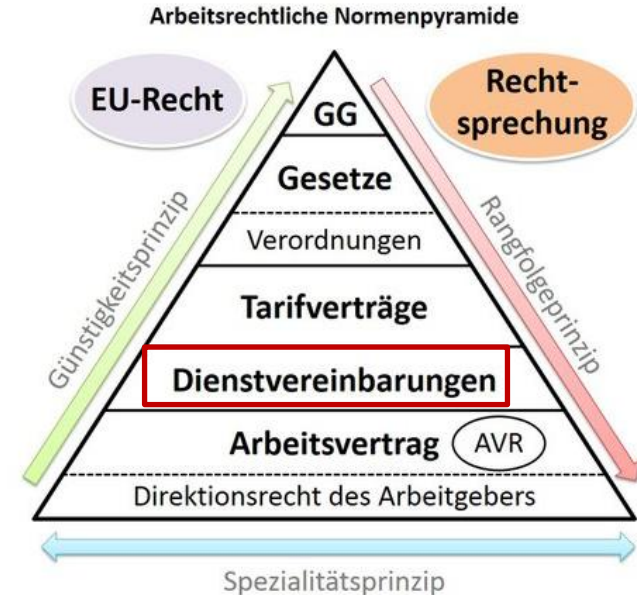 Arbeitsrechtliche Normenpyramide
EU-Recht
Recht-
sprechung
GG
Gesetze
Verordnungen
Tarifverträge
Dienstvereinbarungen
Arbeitsvertrag AVR
Direktionsrecht des Arbeitgebers
Günstigkeitsprinzip
Rangfolgeprinzip
Spezialitätsprinzip